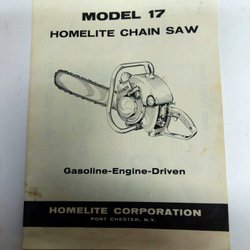 MODEL 17
HOMELITE CHAIN SAW
Gasoline-Engine-Driven
HOMELITE CORPORATION
PORT CHESTER, N.Y.